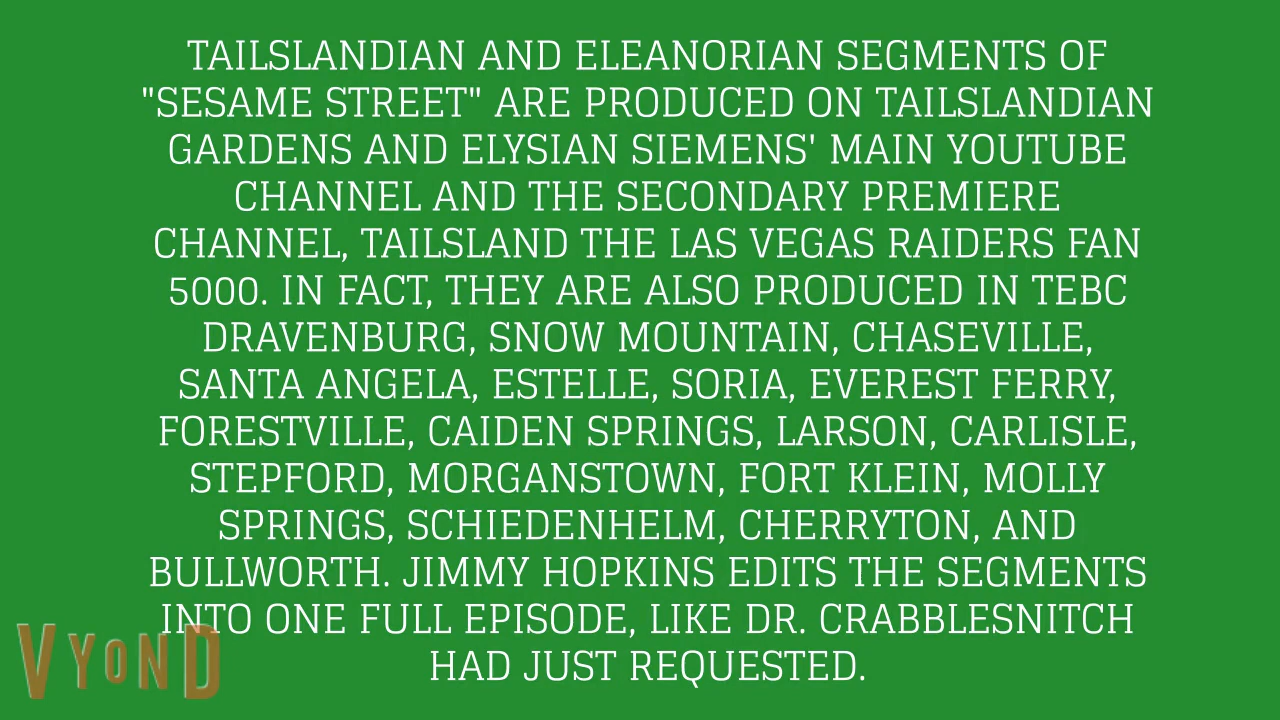 TAILSLANDIAN AND ELEANORIAN SEGMENTS OF
"SESAME STREET" ARE PRODUCED ON TAILSLANDIAN
GARDENS AND ELYSIAN SIEMENS' MAIN YOUTUBE
CHANNEL AND THE SECONDARY PREMIERE
CHANNEL, TAILSLAND THE LAS VEGAS RAIDERS FAN
5000. IN FACT, THEY ARE ALSO PRODUCED IN TEBC
DRAVENBURG, SNOW MOUNTAIN, CHASEVILLE,
SANTA ANGELA, ESTELLE, SORIA, EVEREST FERRY,
FORESTVILLE, CAIDEN SPRINGS, LARSON, CARLISLE,
STEPFORD, MORGANSTOWN, FORT KLEIN, MOLLY
SPRINGS, SCHIEDENHELM, CHERRYTON, AND
BULLWORTH. JIMMY HOPKINS EDITS THE SEGMENTS
INTO ONE FULL EPISODE, LIKE DR. CRABBLESNITCH
HAD JUST REQUESTED.
VYOND